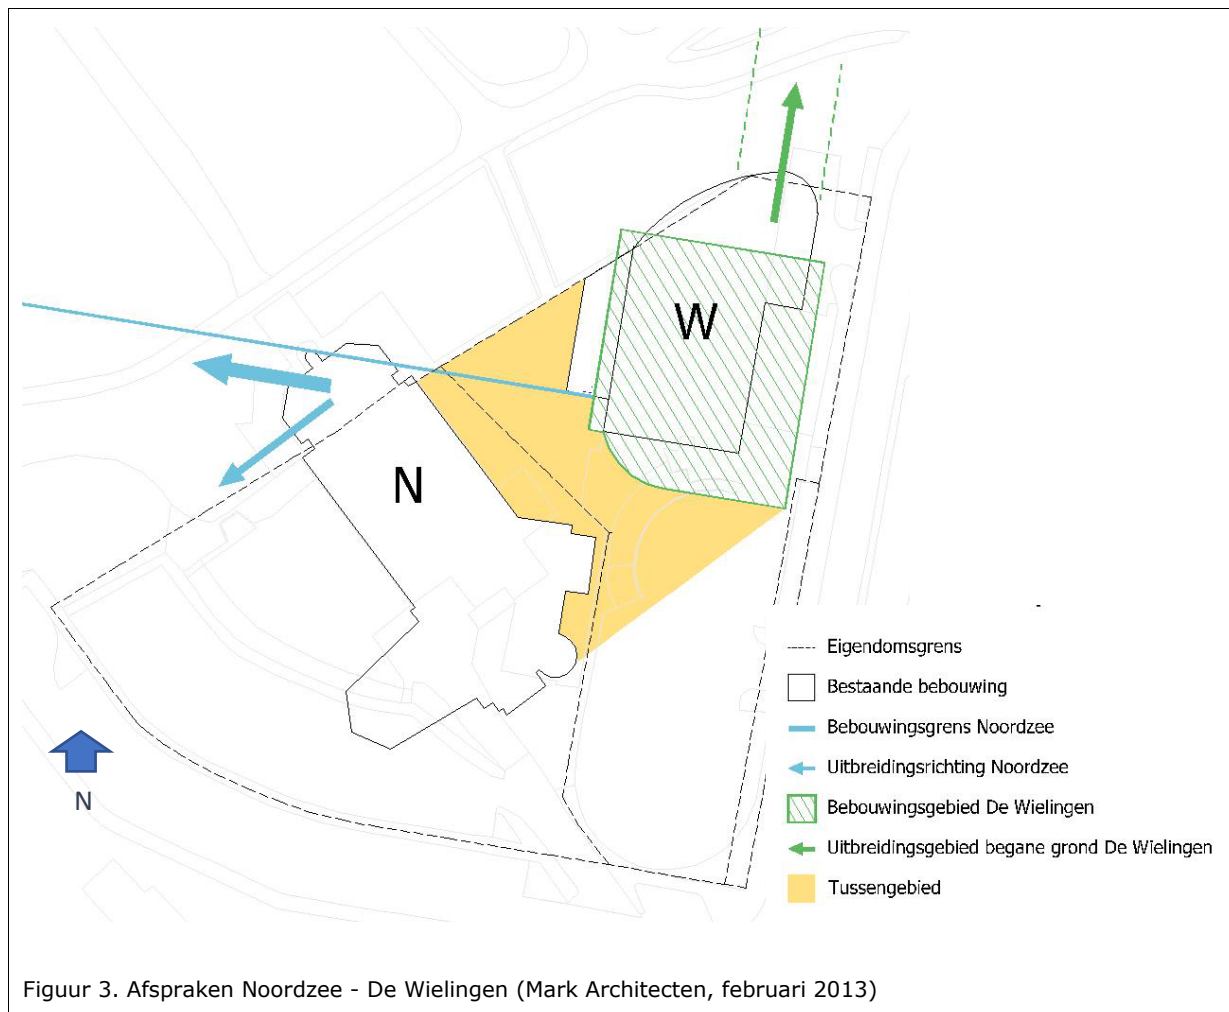 W
N
N
Eigendomsgrens
Bestaande bebouwing
Bebouwingsgrens Noordzee
Uitbreidingsrichting Noordzee
Bebouwingsgebied De Wielingen
Uitbreidingsgebied begane grond De Wielingen
Tussengebied
Figuur 3. Afspraken Noordzee - De Wielingen (Mark Architecten, februari 2013)